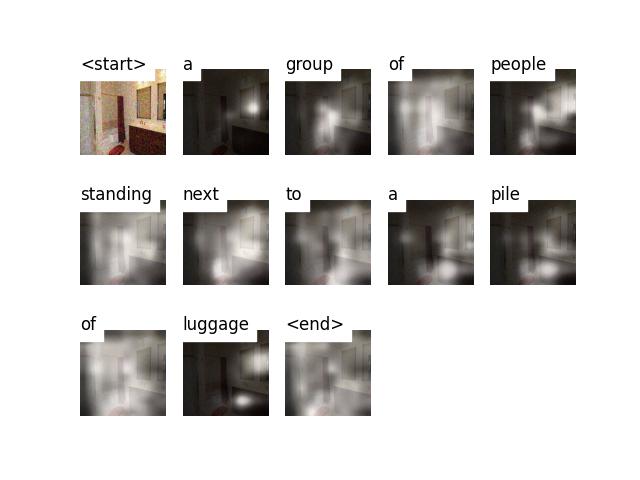 <start> a group of people
standing next to a pile
of luggage <end>